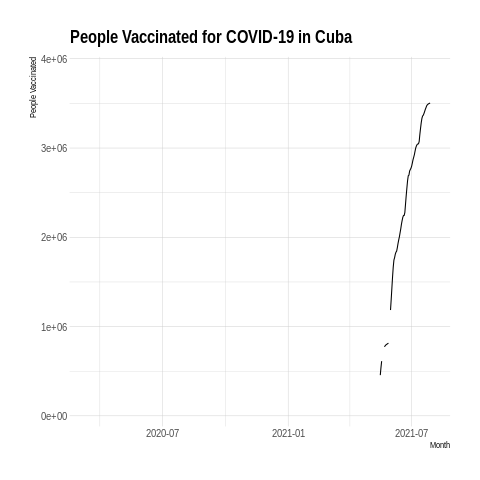 People Vaccinated for COVID-19 in Cuba
People Vaccinated
4e+06
3e+06
2e+06
1e+06
0e+00
2020-07 2021-01 2021-07
Month